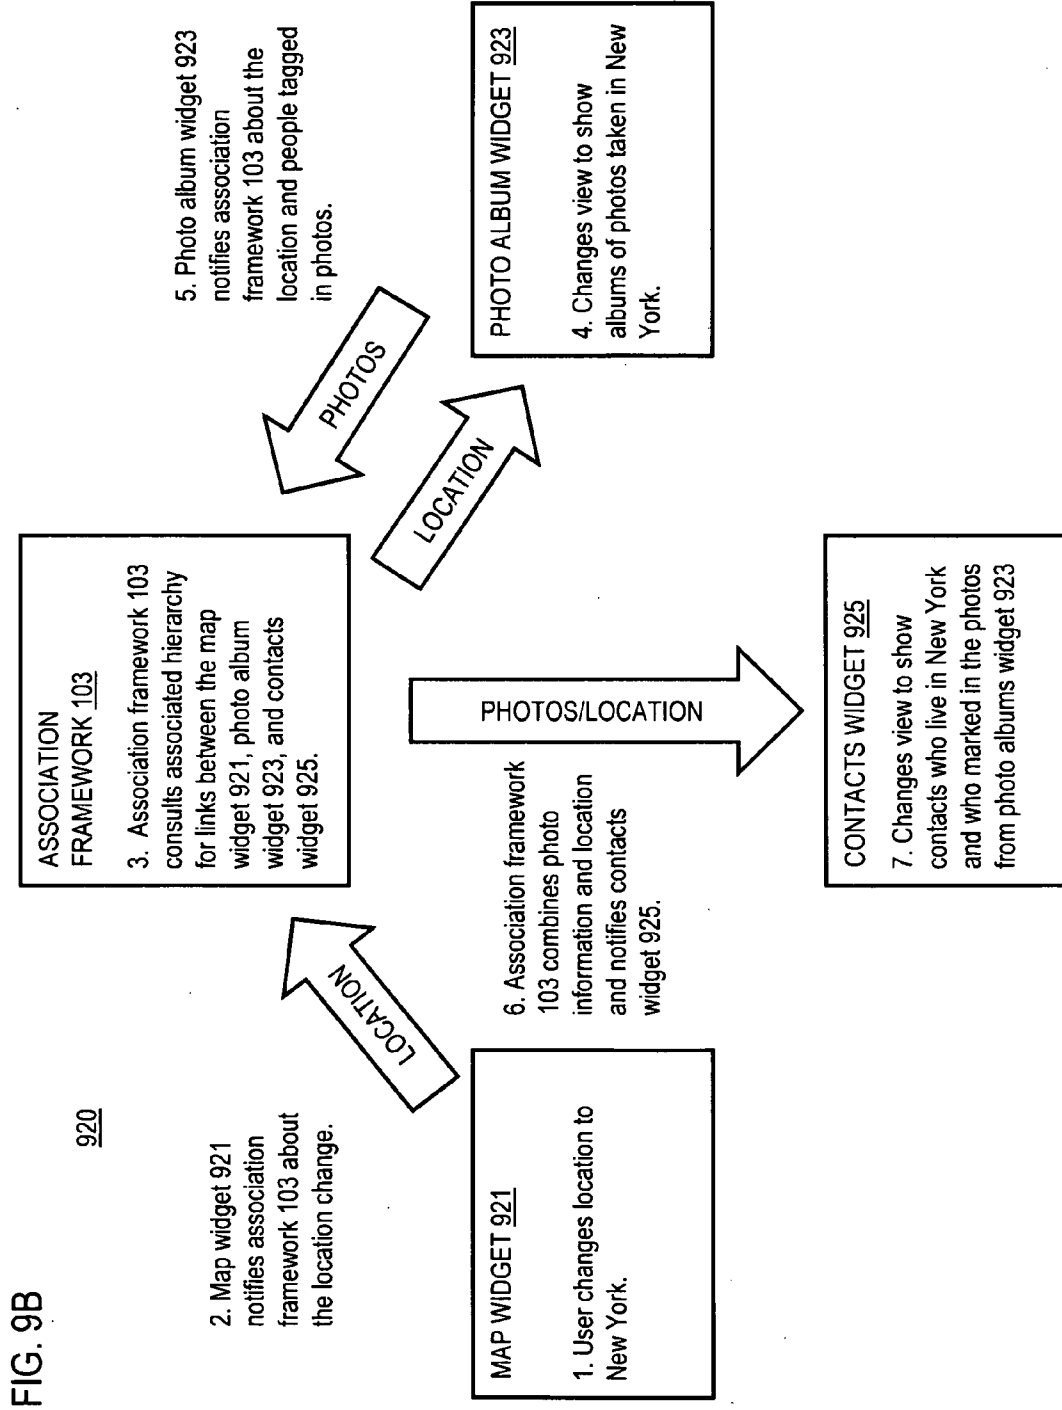 FIG. 9B
920
2. Map widget 921
notifies association
framework 103 about
the location change.
MAP WIDGET 921
1. User changes location to
New York.
LOCATION
ASSOCIATION
FRAMEWORK 103
3. Association framework 103
consults associated hierarchy
for links between the map
widget 921, photo album
widget 923, and contacts
widget 925.
6. Association framework
103 combines photo
information and location
and notifies contacts
widget 925.
PHOTOS/LOCATION
CONTACTS WIDGET 925
7. Changes view to show
contacts who live in New York
and who marked in the photos
from photo albums widget 923
PHOTOS
LOCATION
5. Photo album widget 923
notifies association
framework 103 about the
location and people tagged
in photos.
PHOTO ALBUM WIDGET 923
4. Changes view to show
albums of photos taken in New
York.